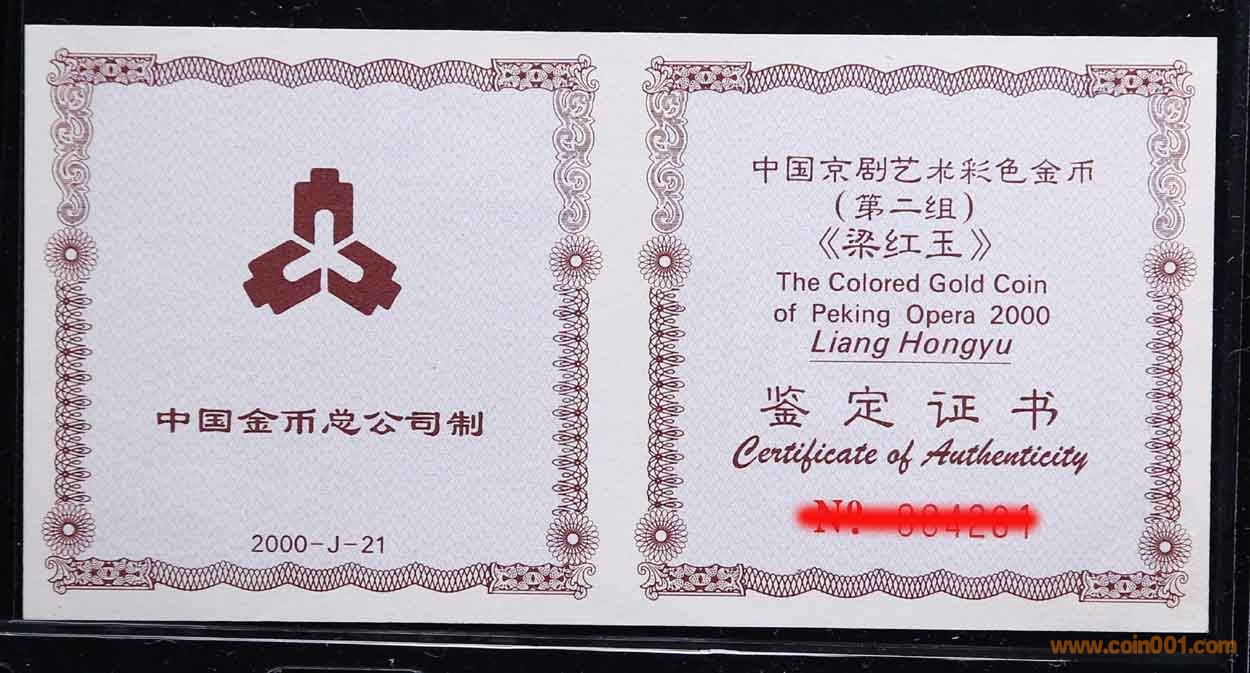 中国金币总公司制
2000-J-21
中国京剧艺术彩色金币
(第二组)
《梁红玉》
The Colored Gold Coin
of Peking Opera 2000
Liang Hongyu
鉴定证书
Certificate of Authenticity
Nº.
www.coin001.com